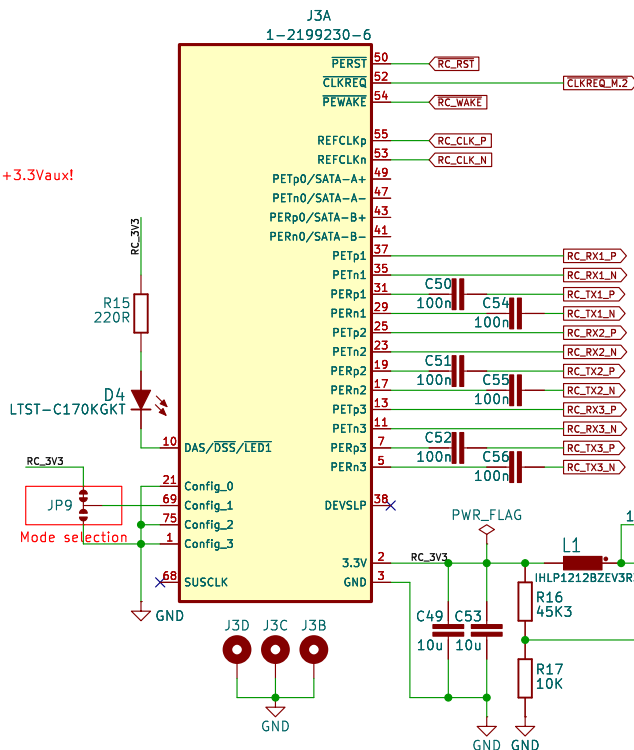 J3A
1-2199230-6
PERST 50 RC_RST
CLKREQ 52 CLKREQ_M.2
PEWAKE 54 RC_WAKE
REFCLKp 55 RC_CLK_P
REFCLKn 53 RC_CLK_N
+3.3Vaux!
PETp0/SATA-A+ 49
PETn0/SATA-A- 47
PERp0/SATA-B+ 43
PERn0/SATA-B- 41
RC_3V3
PETp1 37 RC_RX1_P
PETn1 35 RC_RX1_N
C50
PERp1 31 100n RC_TX1_P
C54
PERn1 29 100n RC_TX1_N
R15
220R
PETp2 25 RC_RX2_P
PETn2 23 RC_RX2_N
C51
PERp2 19 100n RC_TX2_P
C55
PERn2 17 100n RC_TX2_N
D4
LTST-C170KGKT
PETp3 13 RC_RX3_P
PETn3 11 RC_RX3_N
C52
10 DAS/DSS/LED1 PERp3 7 100n RC_TX3_P
C56
PERn3 5 100n RC_TX3_N
RC_3V3
21 Config_0
JP9
69 Config_1 DEVSLP 38
75 Config_2
Mode selection
1 Config_3
PWR_FLAG
1
3.3V 2 RC_3V3
L1
IHLP1212BZEV3R
68 SUSCLK GND 3
GND
R16
45K3
J3D J3C J3B
C49 C53
10u 10u
R17
10K
GND
GND GND